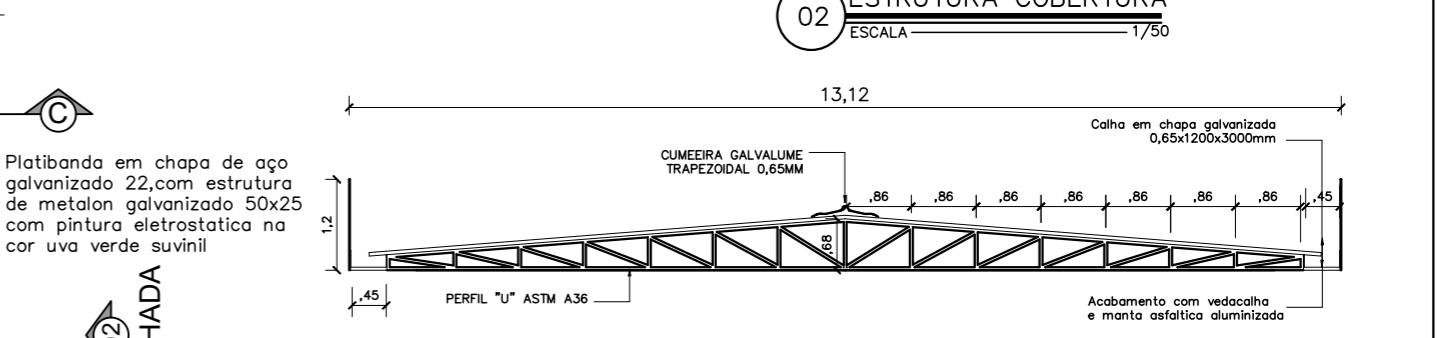 ESTRUTURA COBERTURA
02
ESCALA 1/50
13,12
C
Platibanda em chapa de aço
galvanizado 22,com estrutura
de metalon galvanizado 50x25
com pintura eletrostatica na
cor uva verde suvinil
Calha em chapa galvanizada
0,65x1200x3000mm
CUMEEIRA GALVALUME
TRAPEZOIDAL 0,65MM
,86 ,86 ,86 ,86 ,86 ,86 ,86 ,45
1,2
,68
,45
PERFIL "U" ASTM A36
Acabamento com vedacalha
e manta asfaltica aluminizada
02
HADA